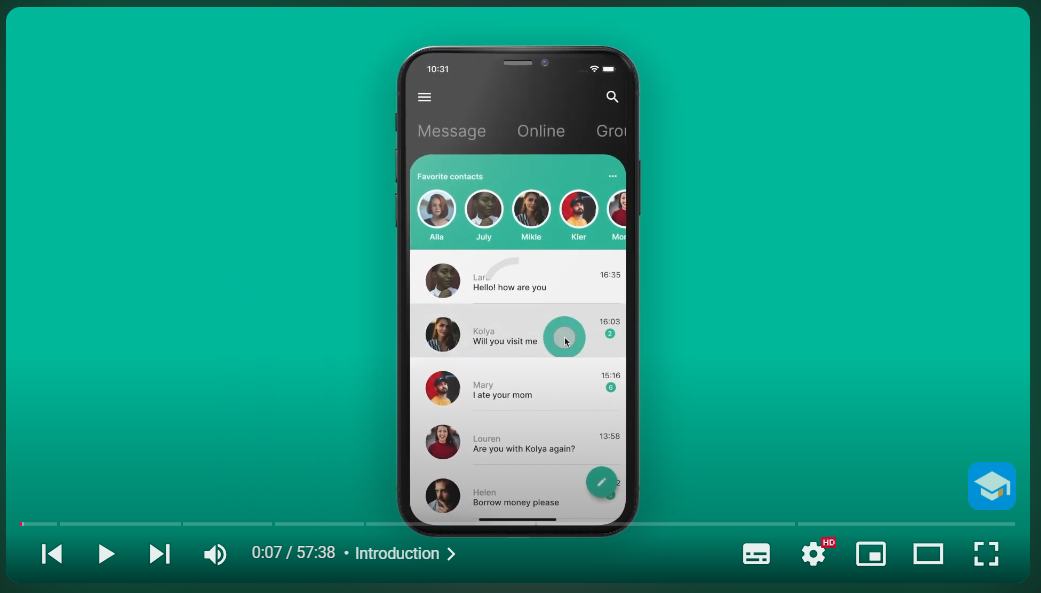 10:31
Message Online Grou
Favorite contacts
Alla July Mikle Kler Mor
Lara 16:35
Hello! how are you
Kolya 16:03
Will you visit me 2
Mary 15:16
I ate your mom 6
Louren 13:58
Are you with Kolya again?
Helen 2
Borrow money please
0:07 / 57:38 • Introduction
HD